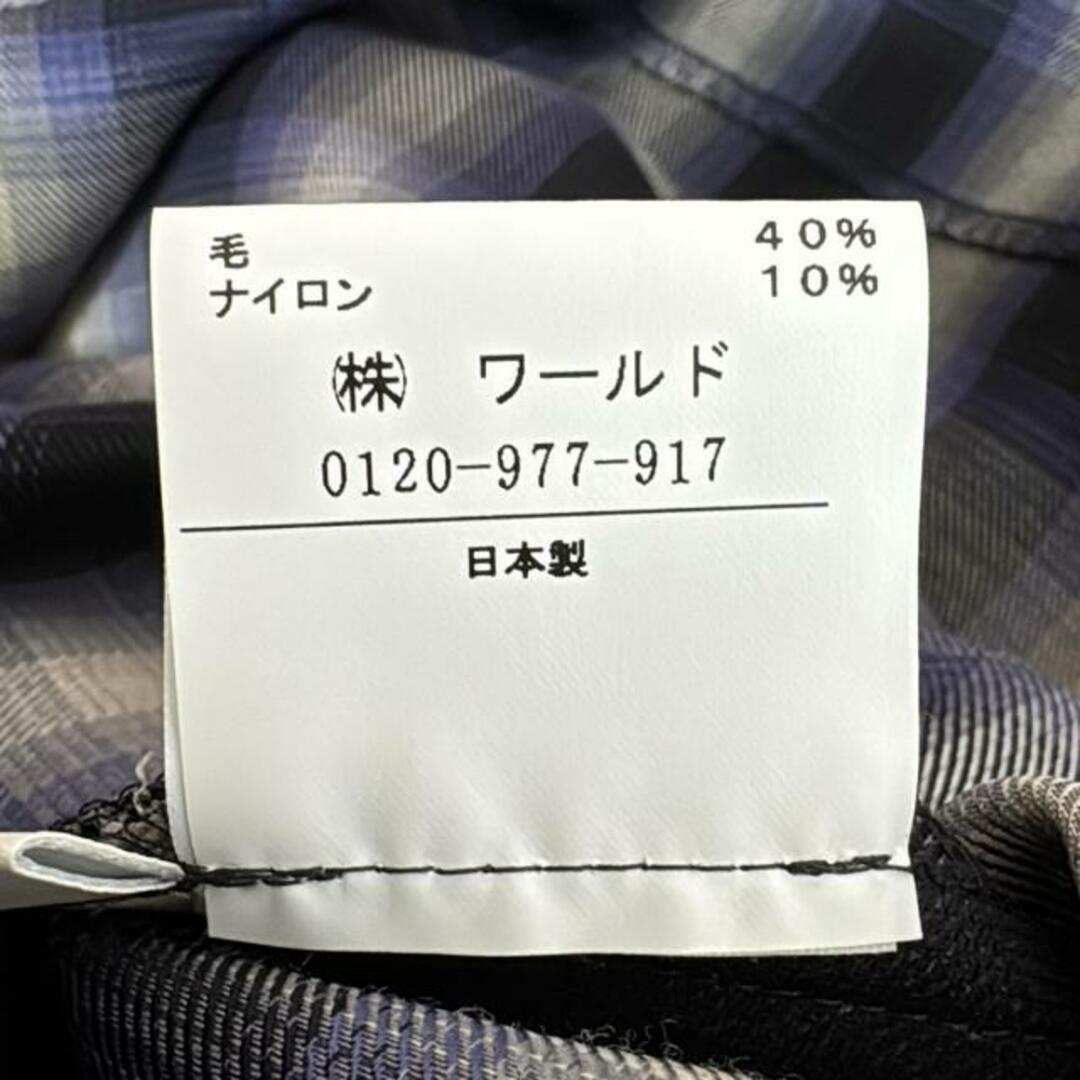 毛 ４０%
ナイロン １０%
㈱ ワールド
0120-977-917
日本製